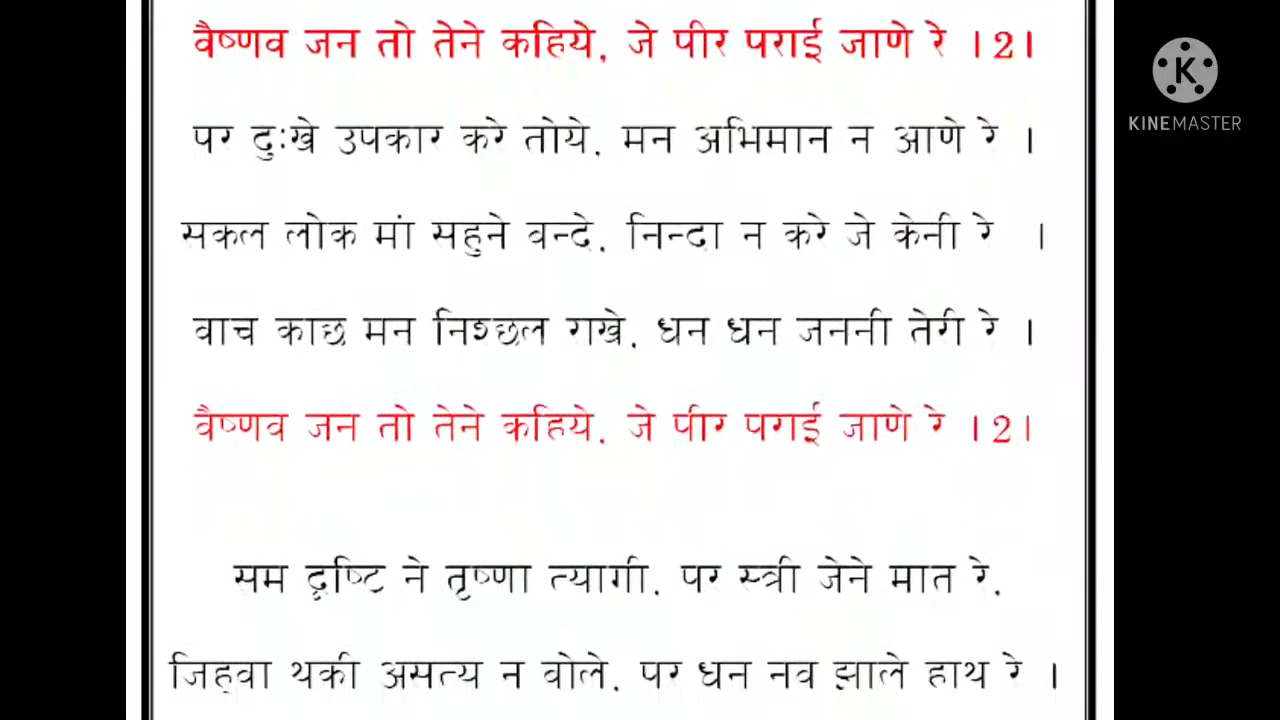 वैष्णव जन तो तेने कहिये, जे पीर पराई जाणे रे ।2।
पर दुःखे उपकार करे तोये, मन अभिमान न आणे रे ।
सकल लोक मां सहुने वन्दे, निन्दा न करे जे केनी रे ।
वाच काछ मन निश्छल राखे, धन धन जननी तेरी रे ।
वैष्णव जन तो तेने कहिये, जे पीर पराई जाणे रे ।2।
सम दृष्टि ने तृष्णा त्यागी, पर स्त्री जेने मात रे,
जिह्वा थकी असत्य न बोले, पर धन नव झाले हाथ रे ।
K
KINEMASTER